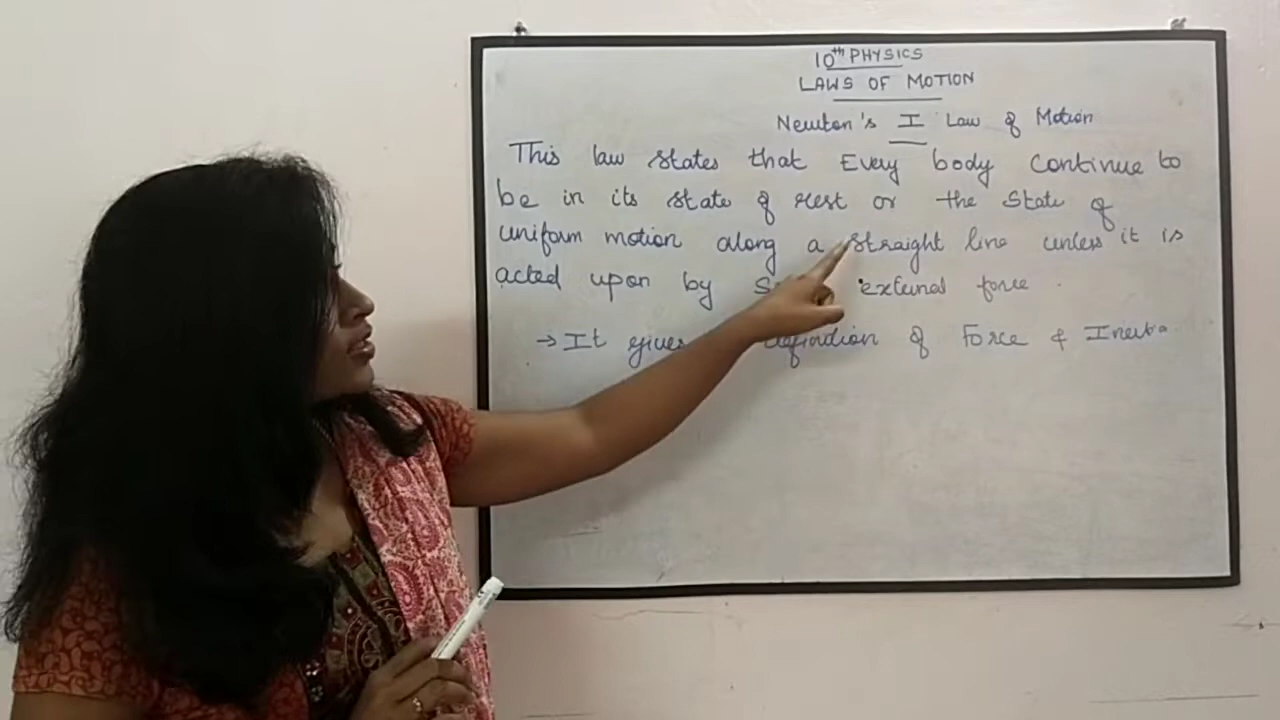 10th PHYSICS
LAWS OF MOTION
Newton's I Law of Motion
This law states that Every body Continue to
be in its state of rest or the State of
uniform motion along a straight line unless it is
acted upon by external force.
→ It gives definition of Force & Inertia